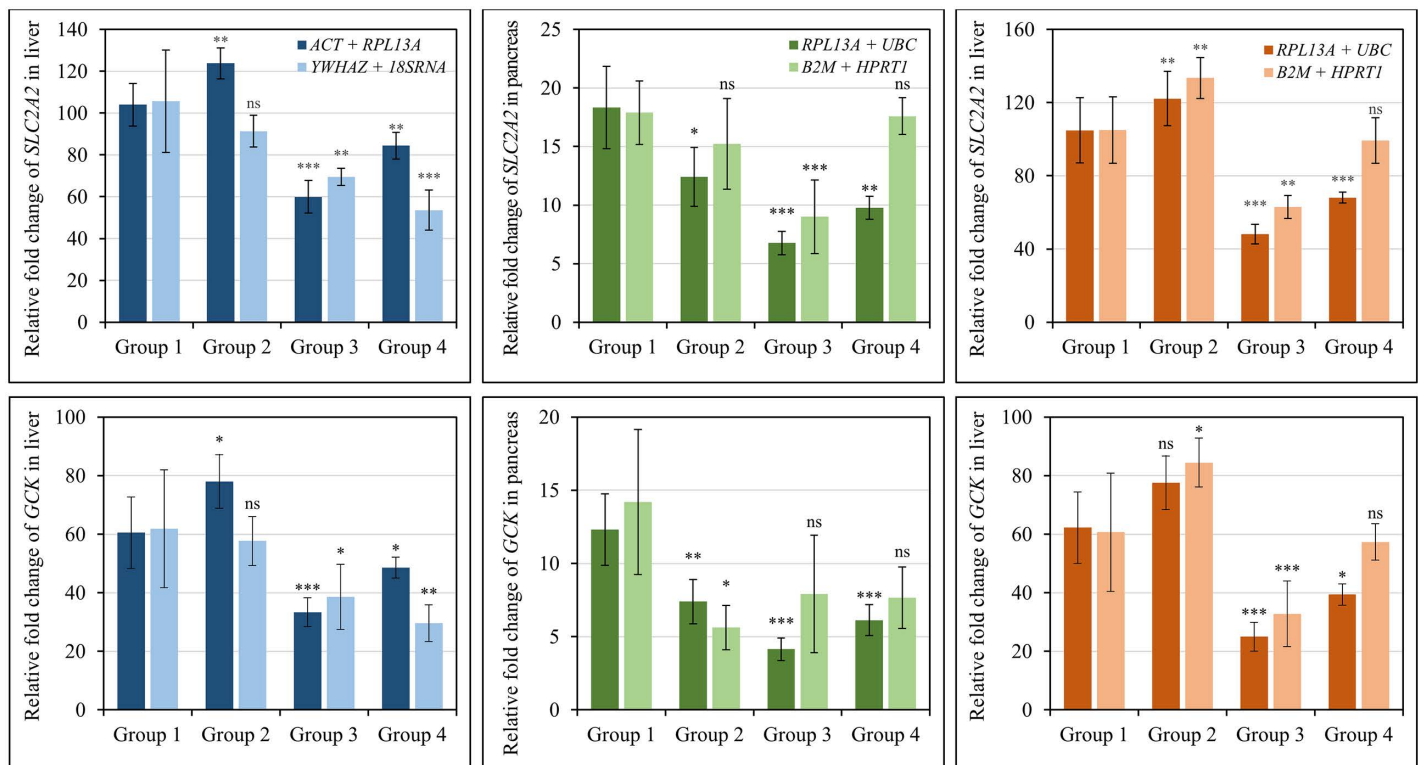 Relative fold change of SLC2A2 in liver
140
120
100
80
60
40
20
0
ACT + RPL13A
YWHAZ + 18SRNA
**
ns
***
**
**
***
Group 1 Group 2 Group 3 Group 4
Relative fold change of SLC2A2 in pancreas
25
20
15
10
5
0
RPL13A + UBC
B2M + HPRT1
*
ns
***
***
**
ns
Group 1 Group 2 Group 3 Group 4
Relative fold change of SLC2A2 in liver
160
120
80
40
0
RPL13A + UBC
B2M + HPRT1
**
**
***
**
***
ns
Group 1 Group 2 Group 3 Group 4
Relative fold change of GCK in liver
100
80
60
40
20
0
*
ns
***
*
*
**
Group 1 Group 2 Group 3 Group 4
Relative fold change of GCK in pancreas
20
15
10
5
0
**
*
***
ns
***
ns
Group 1 Group 2 Group 3 Group 4
Relative fold change of GCK in liver
100
80
60
40
20
0
ns
*
***
***
*
ns
Group 1 Group 2 Group 3 Group 4